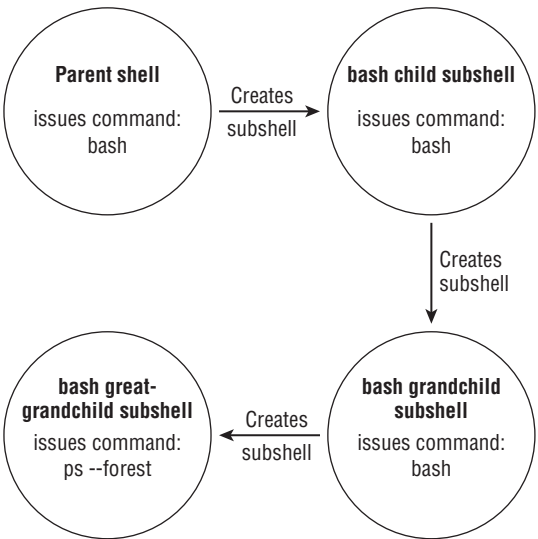 Parent shell
issues command:
bash
Creates
subshell
bash child subshell
issues command:
bash
Creates
subshell
bash grandchild
subshell
issues command:
bash
Creates
subshell
bash great-
grandchild subshell
issues command:
ps --forest